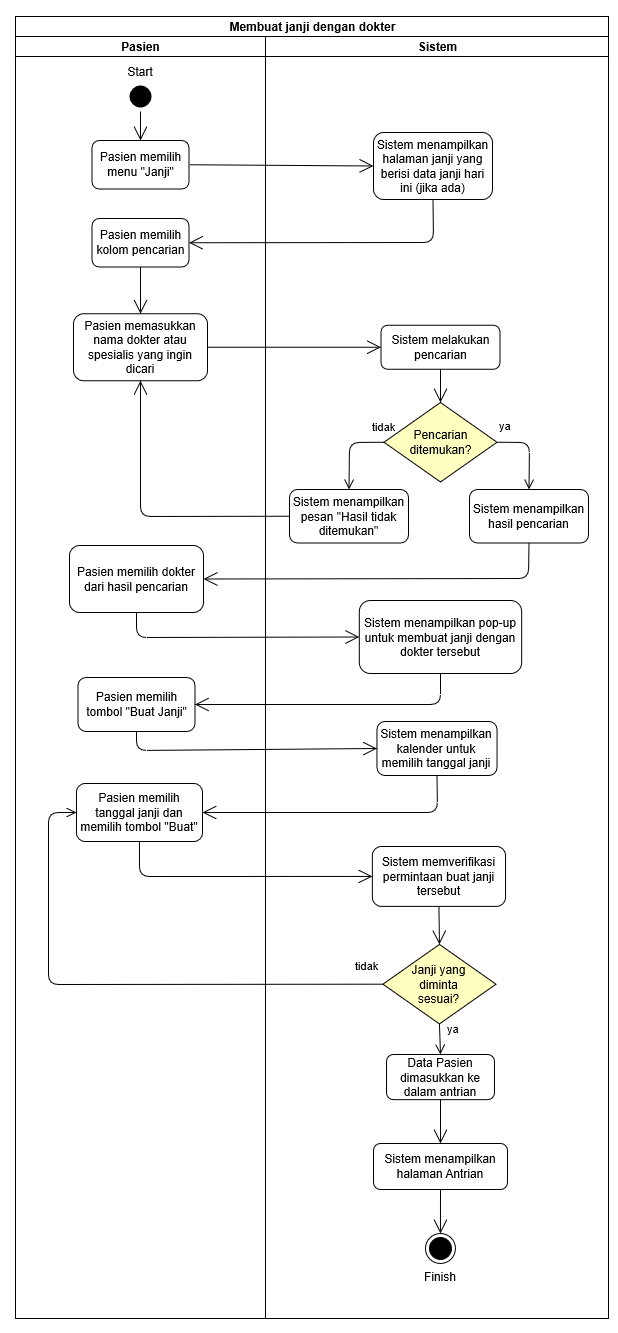 Membuat janji dengan dokter
Pasien
Sistem
Start
Pasien memilih
menu "Janji"
Sistem menampilkan
halaman janji yang
berisi data janji hari
ini (jika ada)
Pasien memilih
kolom pencarian
Pasien memasukkan
nama dokter atau
spesialis yang ingin
dicari
Sistem melakukan
pencarian
Pencarian
ditemukan?
tidak
ya
Sistem menampilkan
pesan "Hasil tidak
ditemukan"
Sistem menampilkan
hasil pencarian
Pasien memilih dokter
dari hasil pencarian
Sistem menampilkan pop-up
untuk membuat janji dengan
dokter tersebut
Pasien memilih
tombol "Buat Janji"
Sistem menampilkan
kalender untuk
memilih tanggal janji
Pasien memilih
tanggal janji dan
memilih tombol "Buat"
Sistem memverifikasi
permintaan buat janji
tersebut
tidak
Janji yang
diminta
sesuai?
ya
Data Pasien
dimasukkan ke
dalam antrian
Sistem menampilkan
halaman Antrian
Finish